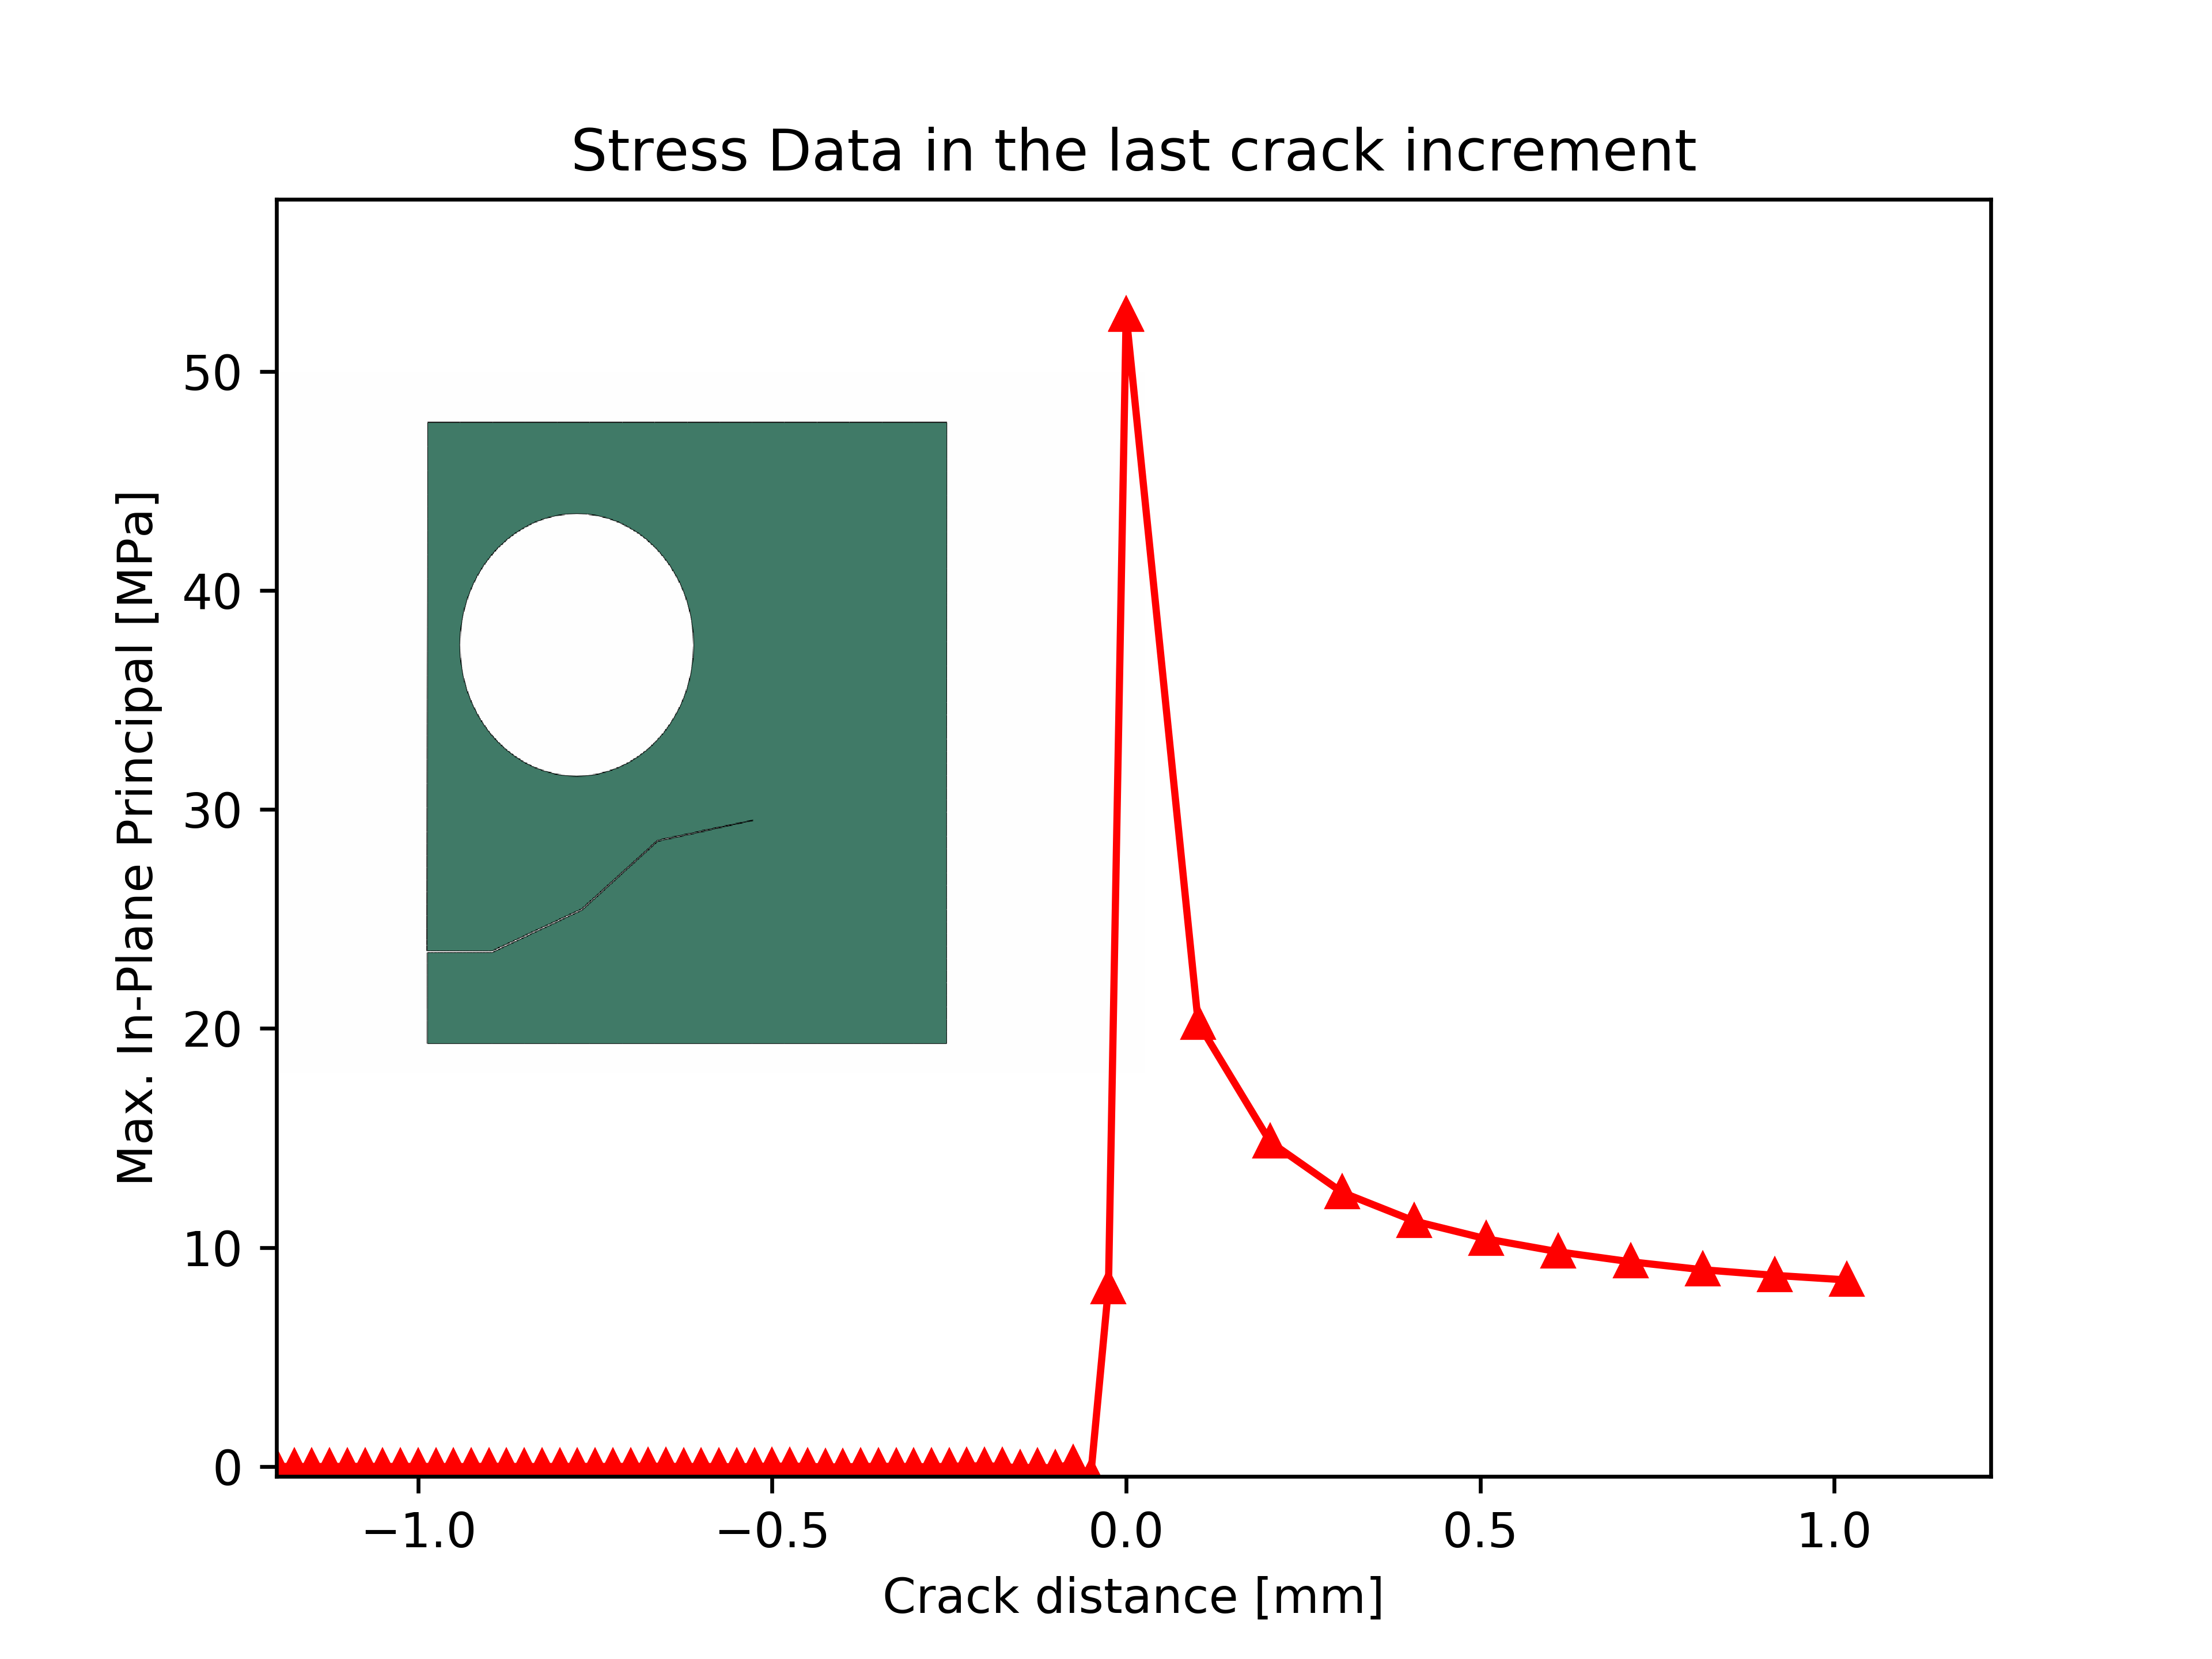 Stress Data in the last crack increment
Max. In-Plane Principal [MPa]
50
40
30
20
10
0
−1.0 −0.5 0.0 0.5 1.0
Crack distance [mm]